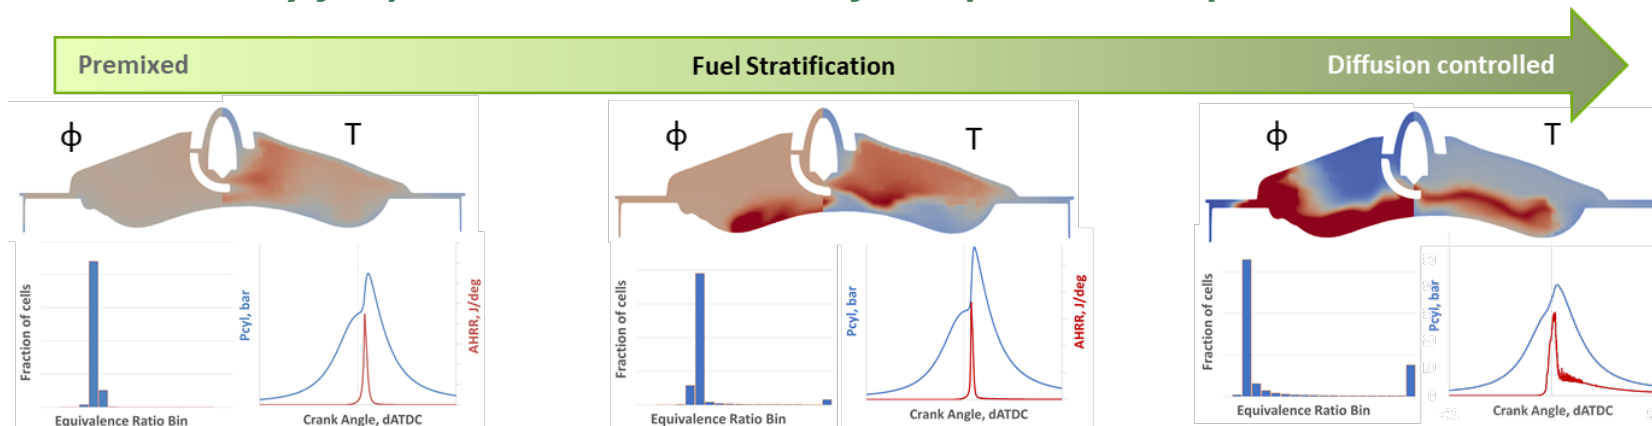 Premixed
Fuel Stratification
Diffusion controlled
ϕ
T
ϕ
T
ϕ
T
Fraction of cells
Equivalence Ratio Bin
Pcyl, bar
AHRR, J/deg
Crank Angle, dATDC
Fraction of cells
Equivalence Ratio Bin
Pcyl, bar
AHRR, J/deg
Crank Angle, dATDC
Fraction of cells
Equivalence Ratio Bin
Pcyl, bar
Crank Angle, dATDC